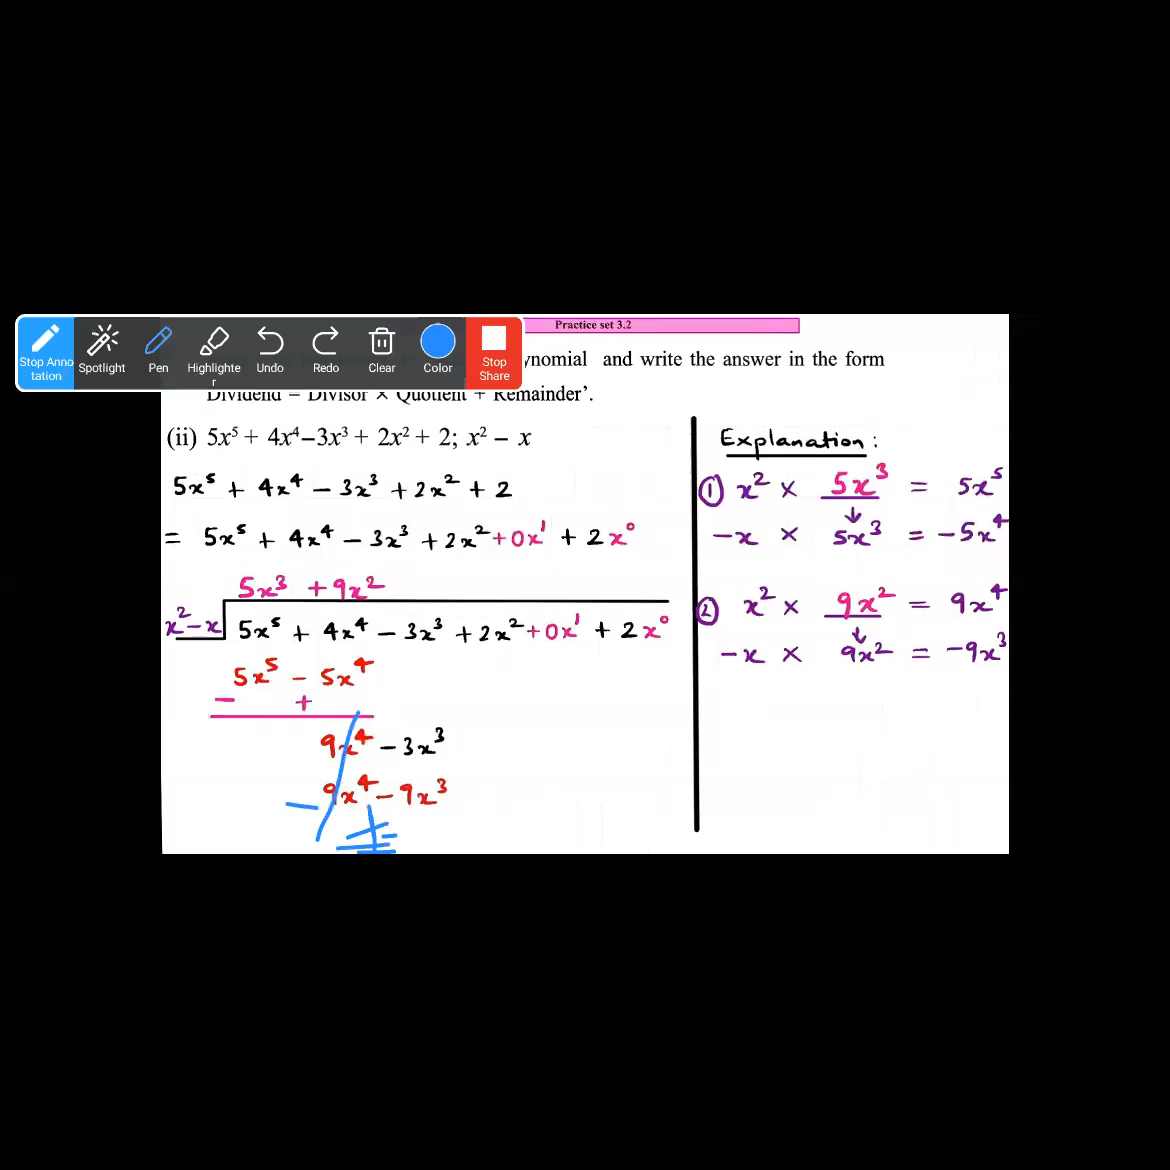 Practice set 3.2
Stop Anno
tation
Spotlight
Pen
Highlighte
r
Undo
Redo
Clear
Color
Stop
Share
ynomial and write the answer in the form
Dividend = Divisor × Quotient + Remainder’.
(ii) 5x⁵ + 4x⁴–3x³ + 2x² + 2; x² – x
5x⁵ + 4x⁴ – 3x³ + 2x² + 2
= 5x⁵ + 4x⁴ – 3x³ + 2x² + 0x¹ + 2x⁰
5x³ + 9x²
x² – x 5x⁵ + 4x⁴ – 3x³ + 2x² + 0x¹ + 2x⁰
5x⁵ – 5x⁴
– +
9x⁴ – 3x³
9x⁴ – 9x³
– +
Explanation :
① x² × 5x³ = 5x⁵
↓
–x × 5x³ = –5x⁴
② x² × 9x² = 9x⁴
↓
–x × 9x² = –9x³